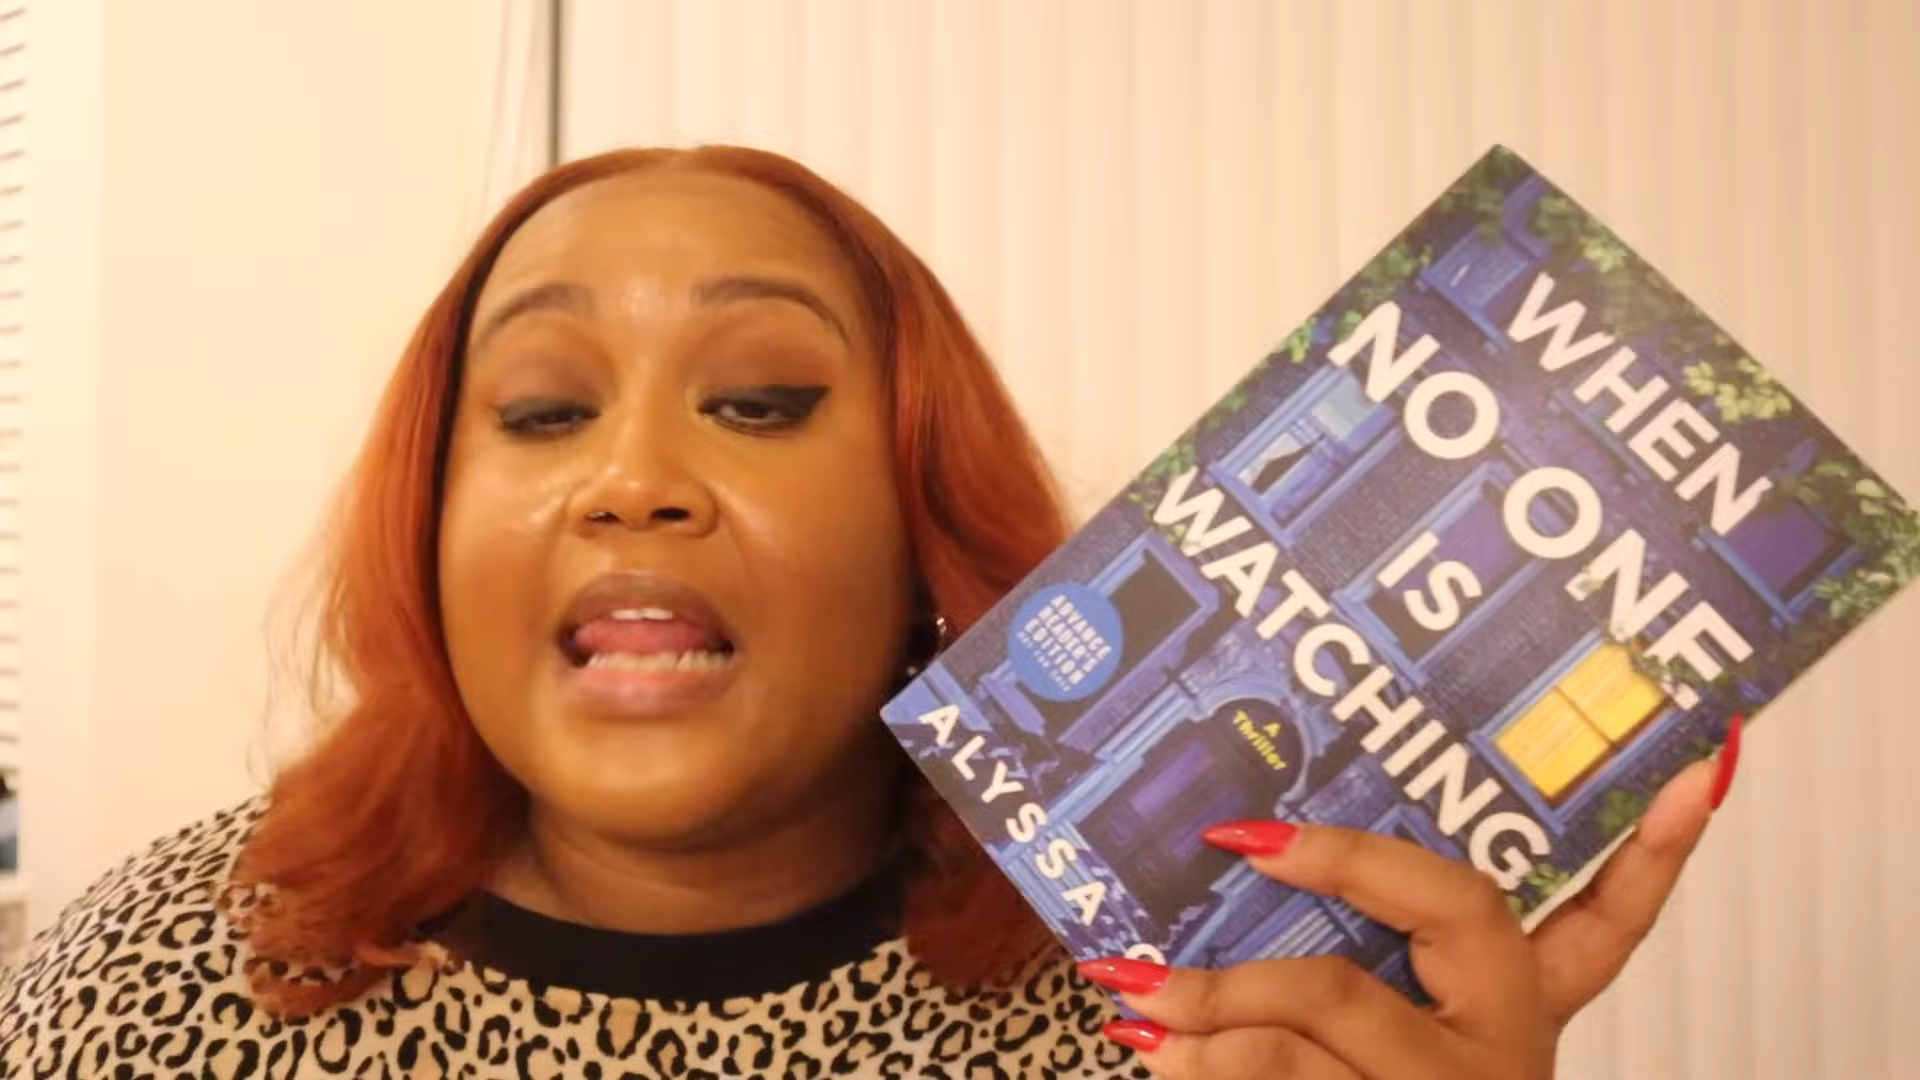 WHEN
NO ONE
IS
WATCHING
ADVANCE
READER'S
EDITION
A
Thriller
ALYSSA